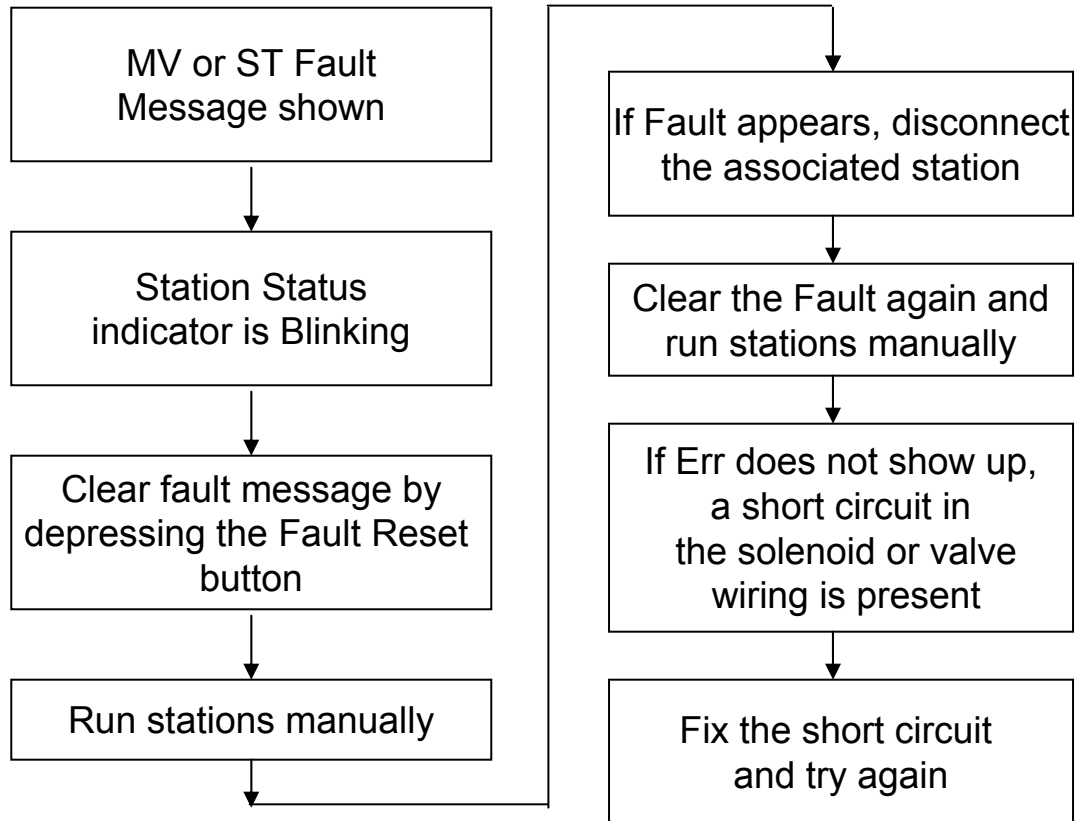 MV or ST Fault
Message shown
Station Status
indicator is Blinking
Clear fault message by
depressing the Fault Reset
button
Run stations manually
If Fault appears, disconnect
the associated station
Clear the Fault again and
run stations manually
If Err does not show up,
a short circuit in
the solenoid or valve
wiring is present
Fix the short circuit
and try again